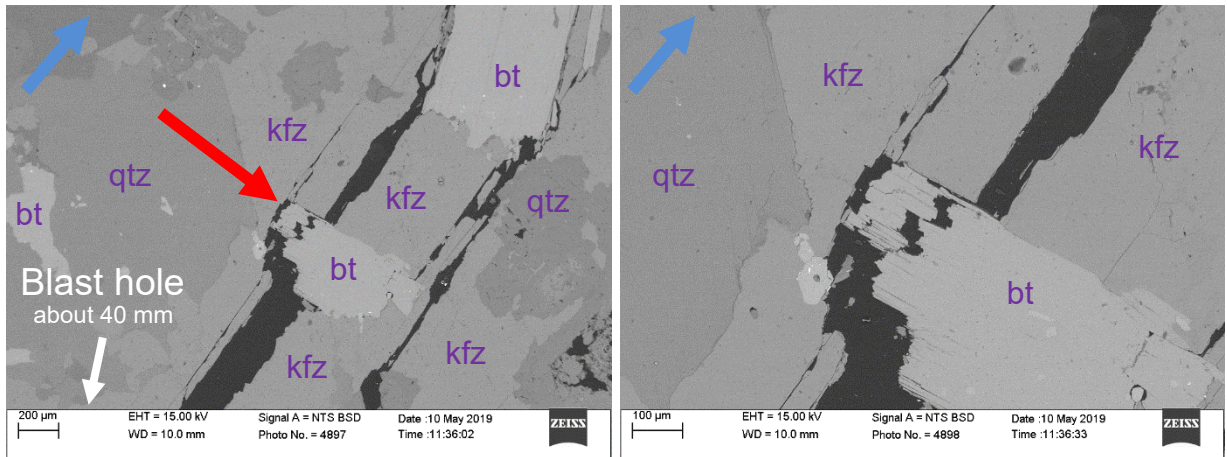 bt
kfz
kfz
qtz
qtz
bt
bt
kfz
kfz
Blast hole
about 40 mm
200 µm
EHT = 15.00 kV
WD = 10.0 mm
Signal A = NTS BSD
Photo No. = 4897
Date :10 May 2019
Time :11:36:02
ZEISS
kfz
kfz
qtz
bt
100 µm
EHT = 15.00 kV
WD = 10.0 mm
Signal A = NTS BSD
Photo No. = 4898
Date :10 May 2019
Time :11:36:33
ZEISS